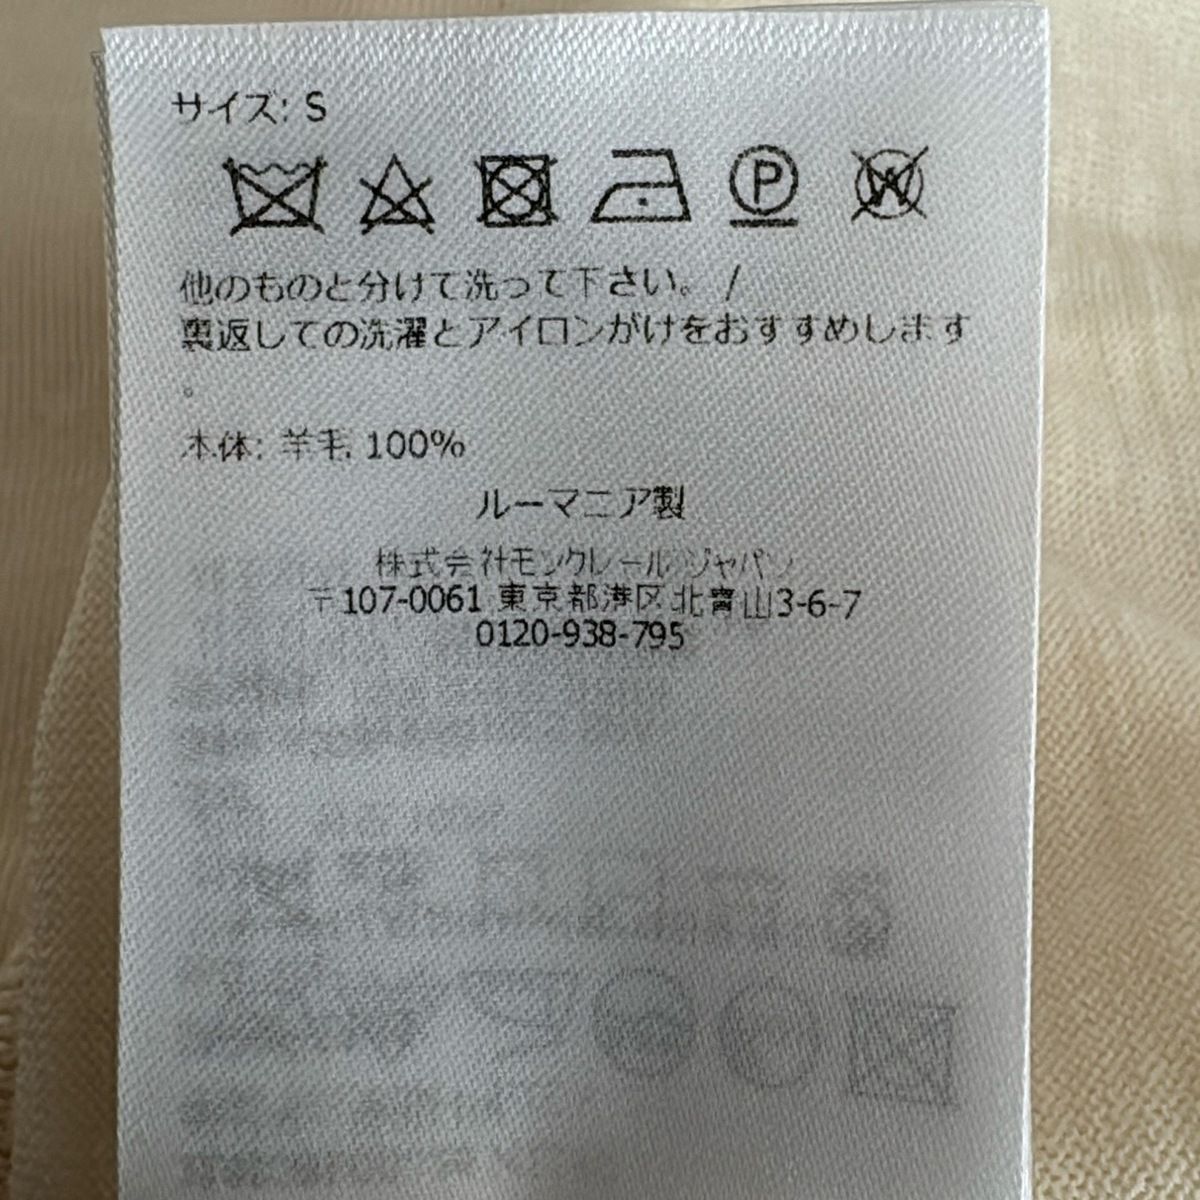 サイズ: S
他のものと分けて洗って下さい。 /
裏返しての洗濯とアイロンがけをおすすめします
。
本体: 羊毛 100%
ルーマニア製
株式会社モンクレール ジャパン
〒107-0061 東京都港区北青山3-6-7
0120-938-795